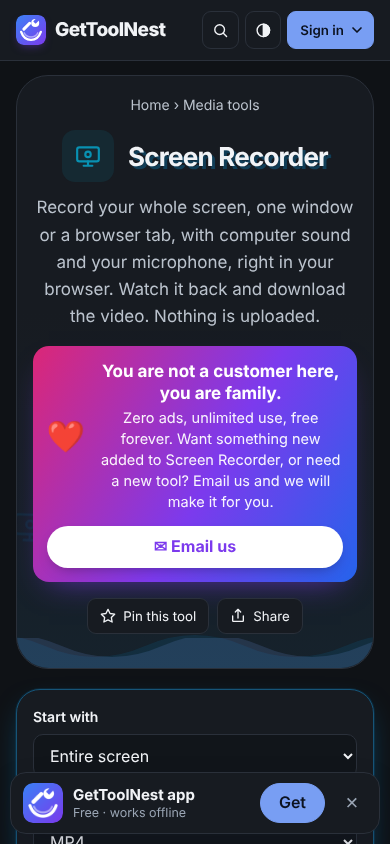 GetToolNest
Sign in
Home › Media tools
Screen Recorder
Record your whole screen, one window
or a browser tab, with computer sound
and your microphone, right in your
browser. Watch it back and download
the video. Nothing is uploaded.
You are not a customer here,
you are family.
Zero ads, unlimited use, free
forever. Want something new
added to Screen Recorder, or need
a new tool? Email us and we will
make it for you.
✉ Email us
Pin this tool
Share
Start with
Entire screen
GetToolNest app
Free · works offline
Get
✕
MP4